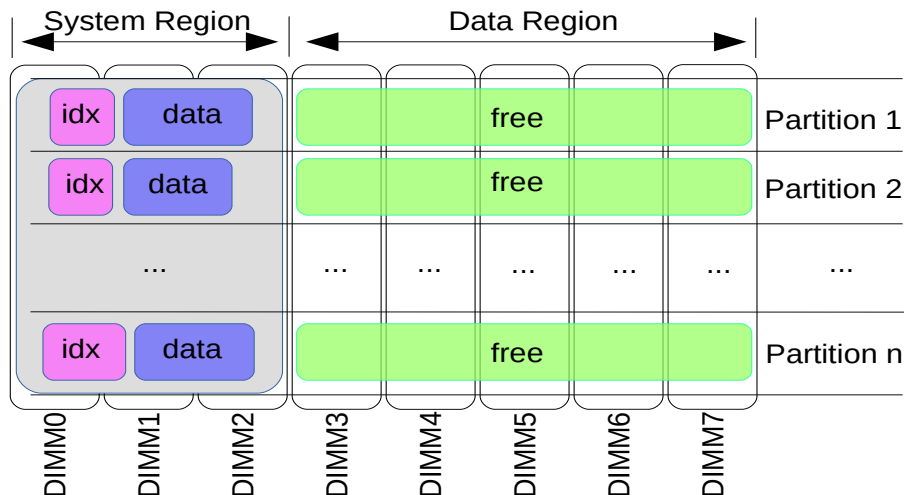 System Region Data Region
idx data free Partition 1
idx data free Partition 2
... ... ... ... ... ... ...
idx data free Partition n
DIMM0 DIMM1 DIMM2 DIMM3 DIMM4 DIMM5 DIMM6 DIMM7